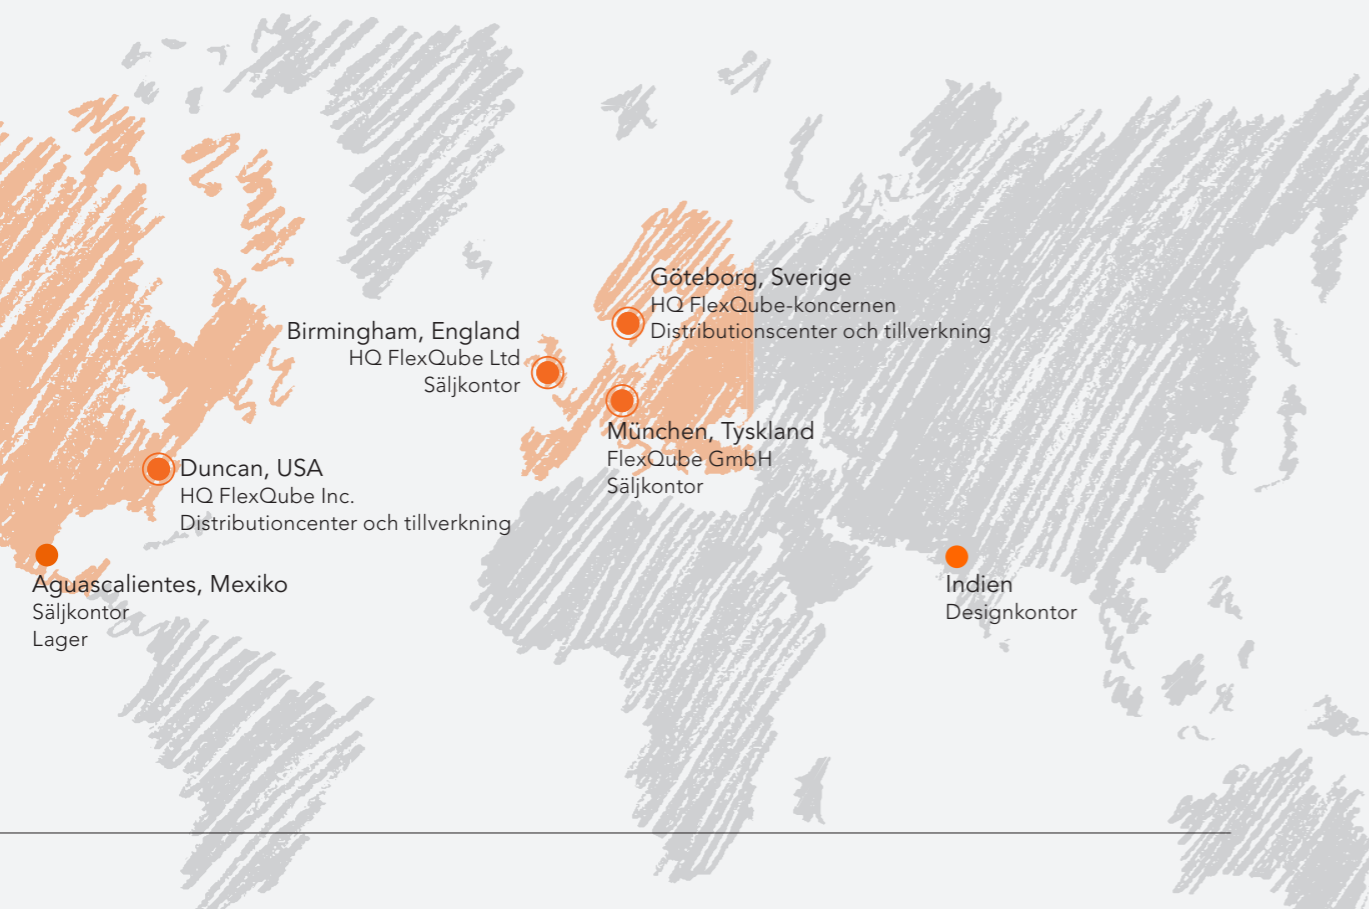 Göteborg, Sverige
HQ FlexQube-koncernen
Distributionscenter och tillverkning
Birmingham, England
HQ FlexQube Ltd
Säljkontor
München, Tyskland
FlexQube GmbH
Säljkontor
Duncan, USA
HQ FlexQube Inc.
Distributioncenter och tillverkning
Aguascalientes, Mexiko
Säljkontor
Lager
Indien
Designkontor